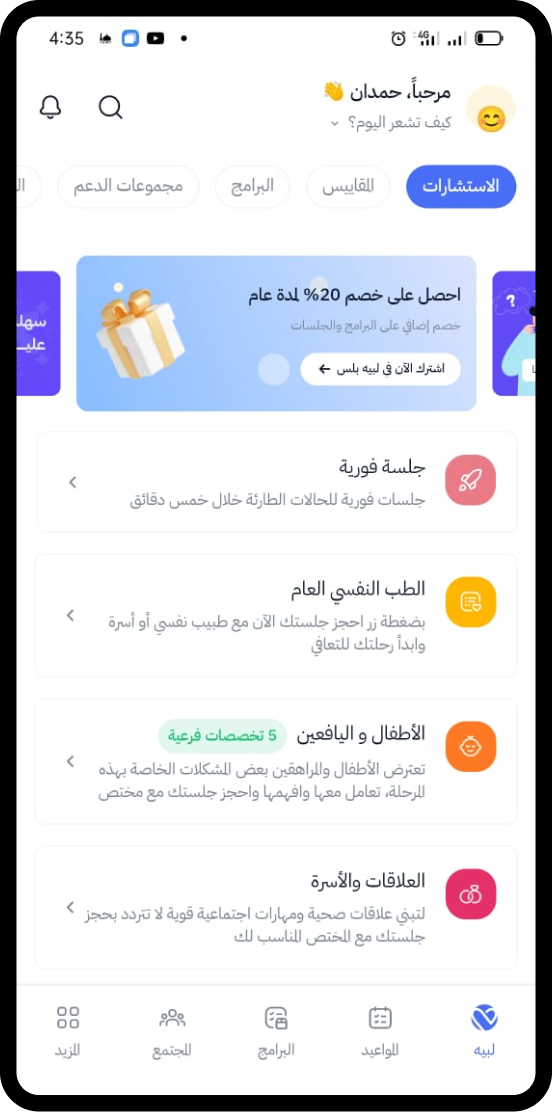 4:35
4G
مرحباً، حمدان 👋
كيف تشعر اليوم؟
الاستشارات
المقاييس
البرامج
مجموعات الدعم
احصل على خصم 20% لمدة عام
خصم إضافي على البرامج والجلسات
اشترك الآن في لبيه بلس ←
?
جلسة فورية
جلسات فورية للحالات الطارئة خلال خمس دقائق
الطب النفسي العام
بضغطة زر احجز جلستك الآن مع طبيب نفسي أو أسرة
وابدأ رحلتك للتعافي
الأطفال و اليافعين
5 تخصصات فرعية
تعترض الأطفال والمراهقين بعض المشكلات الخاصة بهذه
المرحلة، تعامل معها وافهمها واحجز جلستك مع مختص
العلاقات والأسرة
لتبني علاقات صحية ومهارات اجتماعية قوية لا تتردد بحجز
جلستك مع المختص المناسب لك
لبيه
المواعيد
البرامج
المجتمع
المزيد